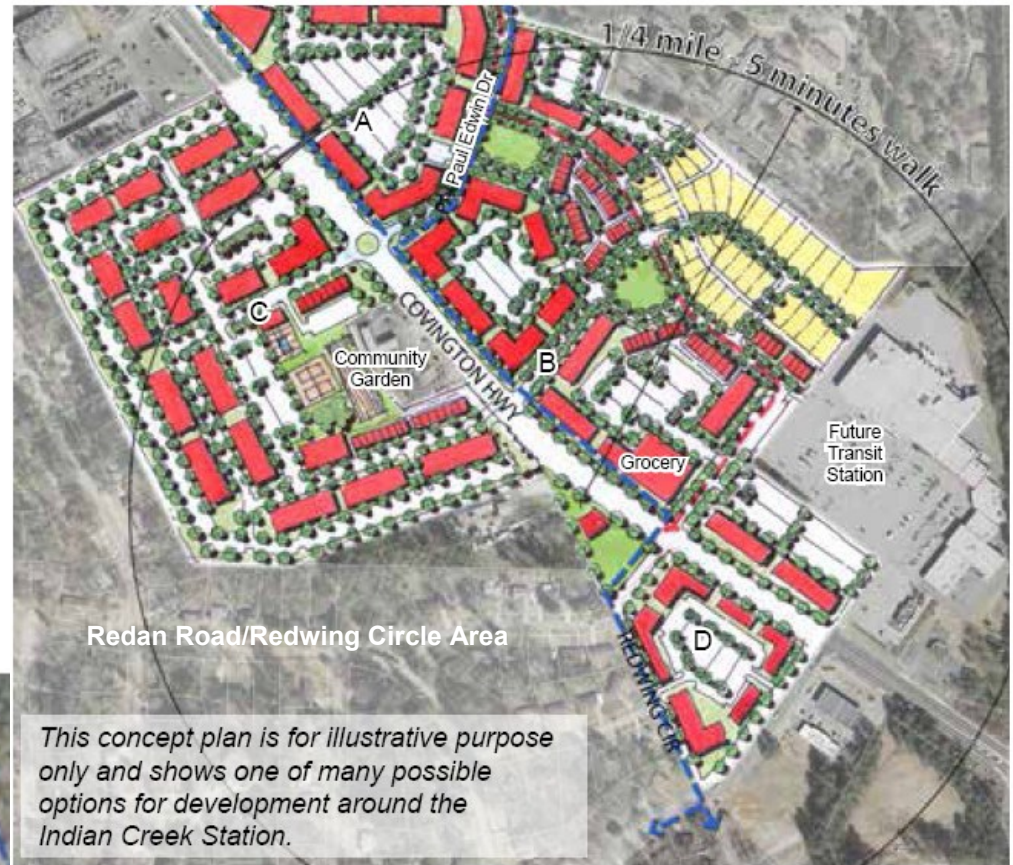 1/4 mile - 5 minutes walk
A
Paul Edwin Dr
C
COVINGTON HWY
Community
Garden
B
Grocery
Future
Transit
Station
Redan Road/Redwing Circle Area
D
REDWING CIR
This concept plan is for illustrative purpose
only and shows one of many possible
options for development around the
Indian Creek Station.